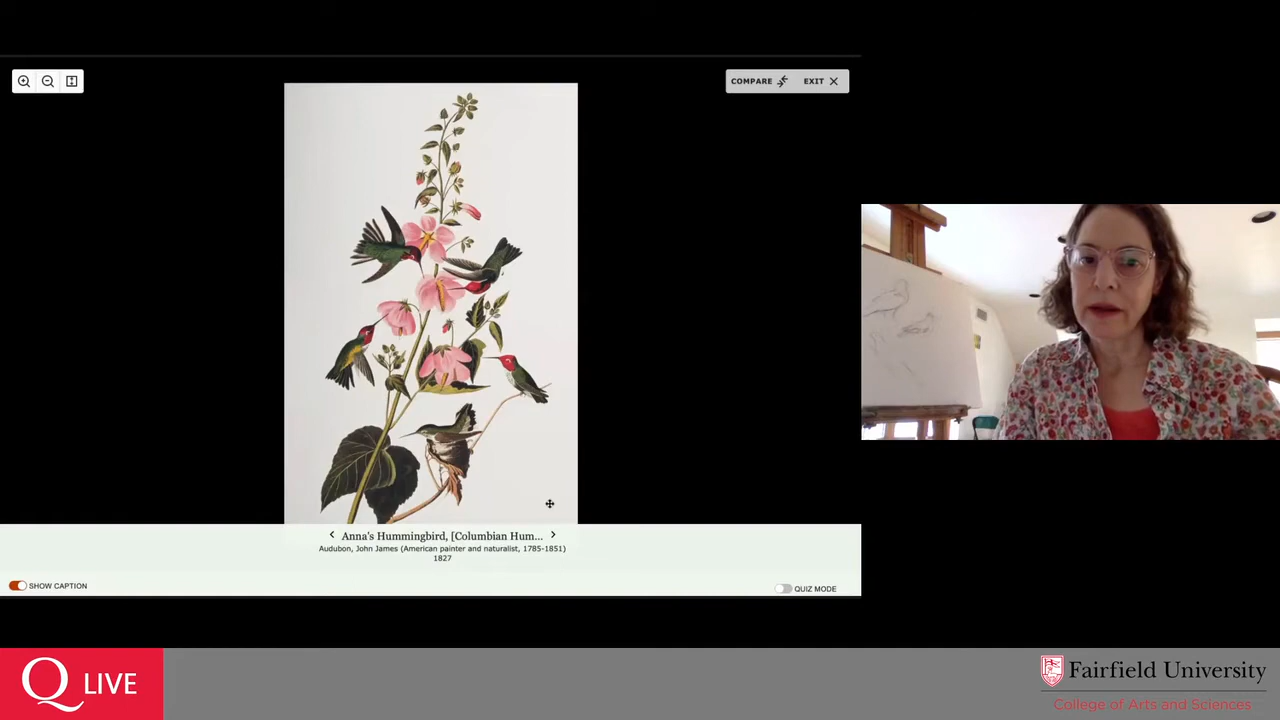 COMPARE EXIT
Anna's Hummingbird, [Columbian Hum...
Audubon, John James (American painter and naturalist, 1785-1851)
1827
SHOW CAPTION
QUIZ MODE
Q LIVE
Fairfield University
College of Arts and Sciences